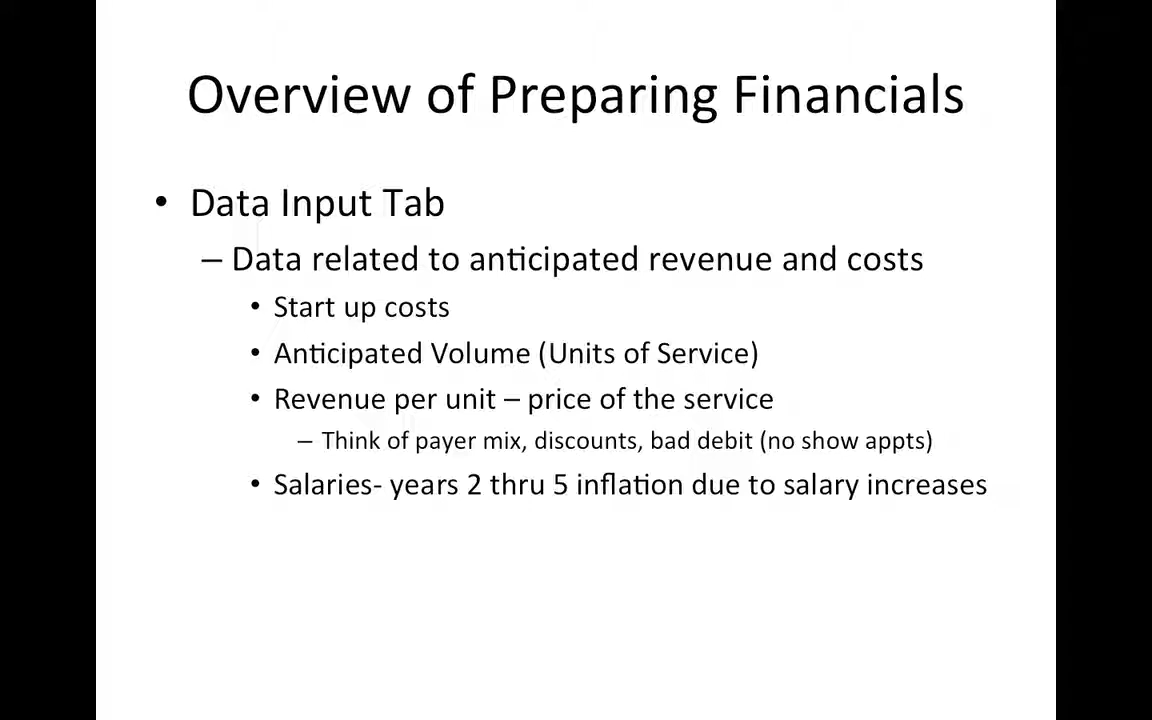 Overview of Preparing Financials
• Data Input Tab
– Data related to anticipated revenue and costs
• Start up costs
• Anticipated Volume (Units of Service)
• Revenue per unit – price of the service
– Think of payer mix, discounts, bad debit (no show appts)
• Salaries- years 2 thru 5 inflation due to salary increases